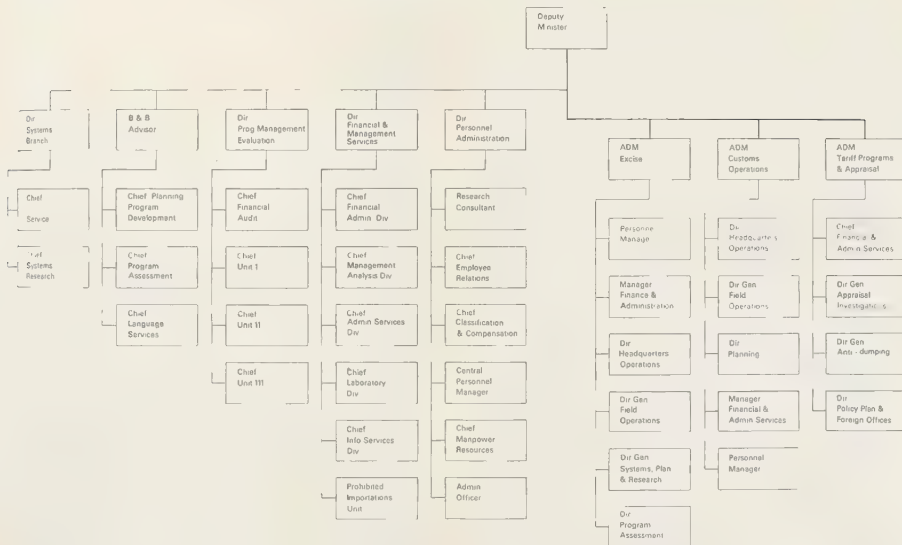 Deputy
Minister
Dir
Systems
Branch
Chief
Service
Chief
Systems
Research
B & B
Advisor
Chief Planning
Program
Development
Chief
Program
Assessment
Chief
Language
Services
Dir
Prog Management
Evaluation
Chief
Financial
Audit
Chief
Unit 1
Chief
Unit 11
Chief
Unit 111
Dir
Financial &
Management
Services
Chief
Financial
Admin Div
Chief
Management
Analysis Div
Chief
Admin Services
Div
Chief
Laboratory
Div
Chief
Info Services
Div
Prohibited
Importations
Unit
Dir
Personnel
Administration
Research
Consultant
Chief
Employee
Relations
Chief
Classification
& Compensation
Central
Personnel
Manager
Chief
Manpower
Resources
Admin
Officer
ADM
Excise
Personne
Manage
Manager
Finance &
Administration
Dir
Headquarters
Operations
Dir Gen
Field
Operations
Dir Gen
Systems, Plan
& Research
Dir
Program
Assessment
ADM
Customs
Operations
Dir
Headquarters
Operations
Dir Gen
Field
Operations
Dir
Planning
Manager
Financial &
Admin Services
Personnel
Manager
ADM
Tariff Programs
& Appraisal
Chief
Financial &
Admin Services
Dir Gen
Appraisal
Investigations
Dir Gen
Anti - dumping
Dir
Policy Plan &
Foreign Offices